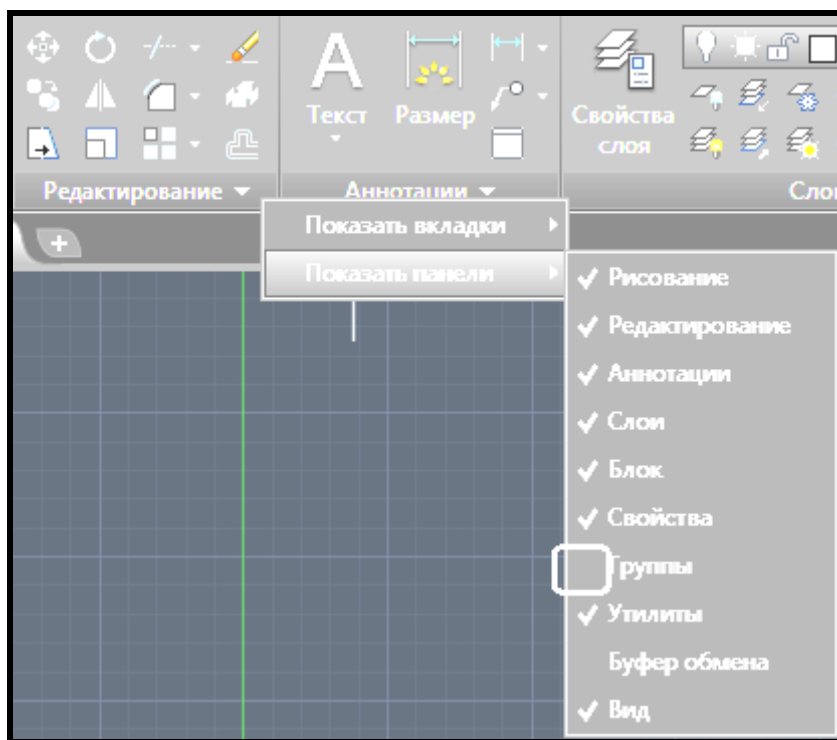 Текст
Размер
Свойства
слоя
Редактирование
Аннотации
Показать вкладки
Показать панели
Рисование
Редактирование
Аннотации
Слои
Блок
Свойства
Группы
Утилиты
Буфер обмена
Вид